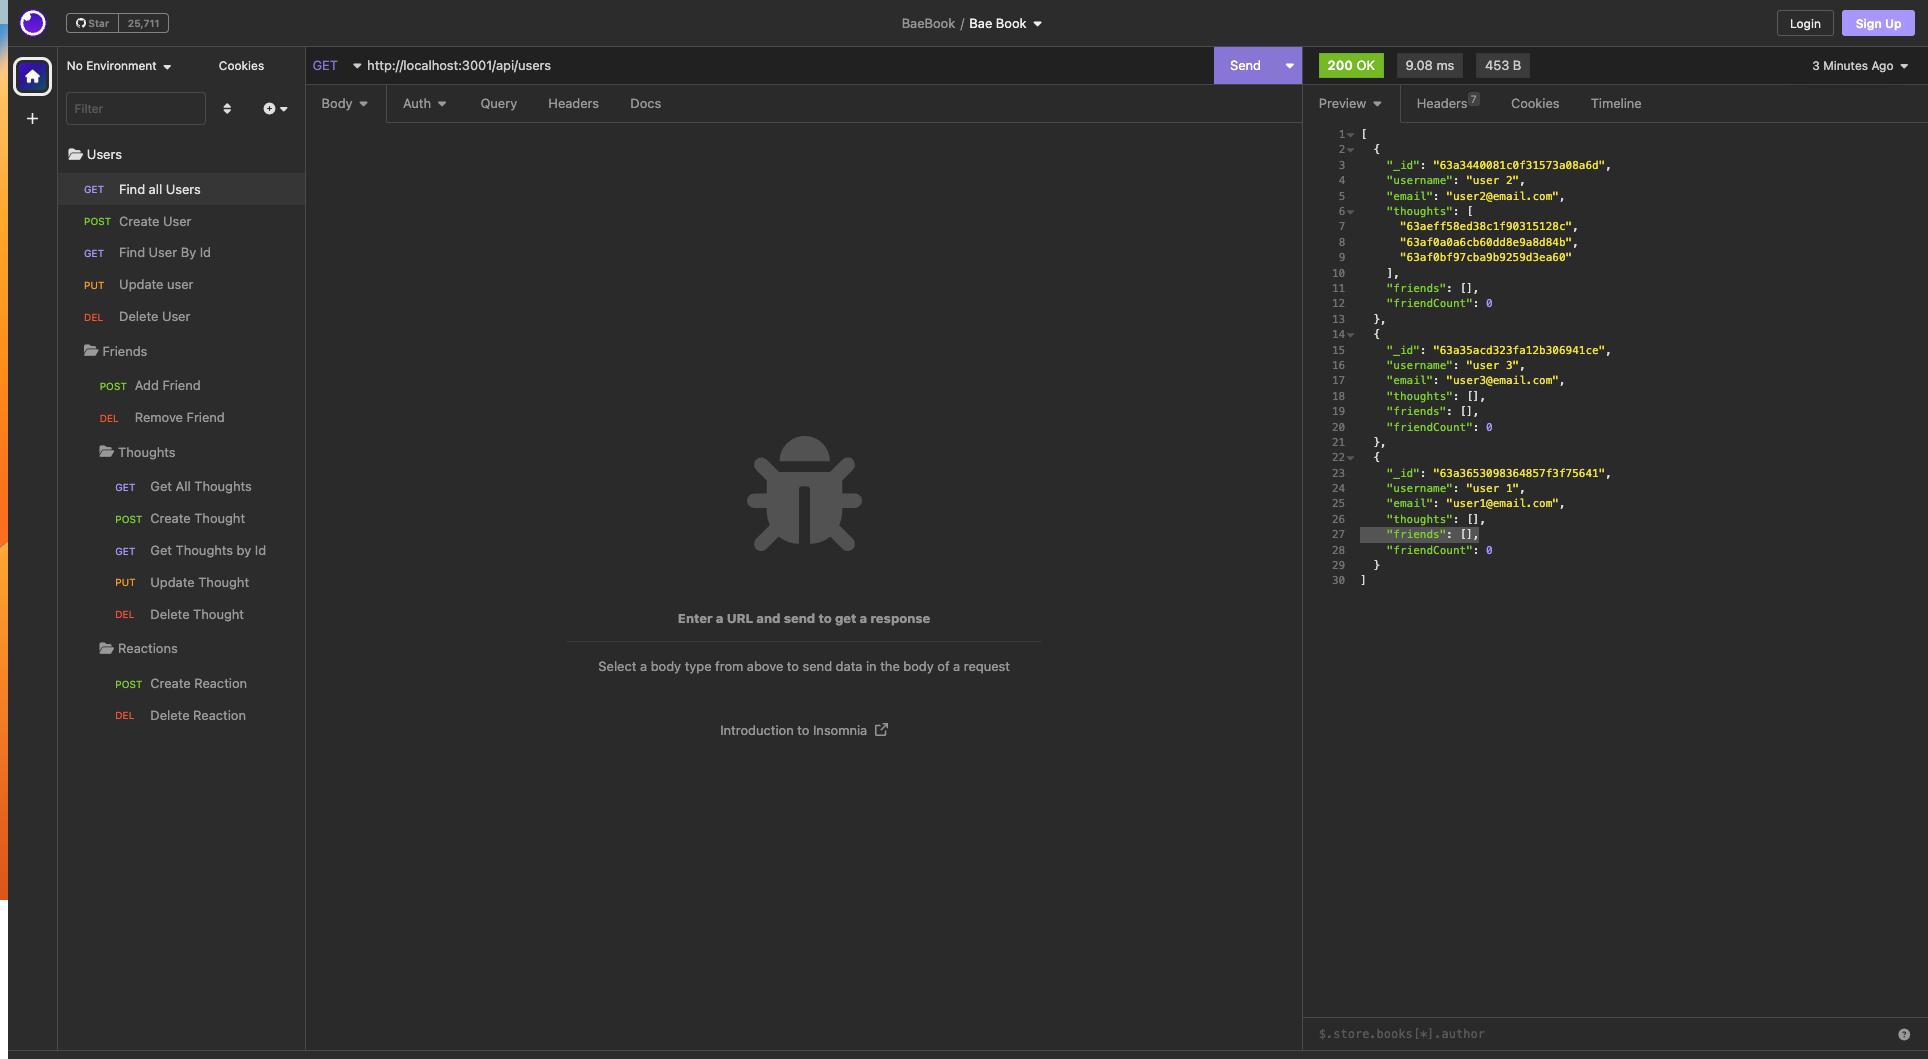 Star 25,711
BaeBook / Bae Book
Login
Sign Up
No Environment
Cookies
Filter
Users
GET Find all Users
POST Create User
GET Find User By Id
PUT Update user
DEL Delete User
Friends
POST Add Friend
DEL Remove Friend
Thoughts
GET Get All Thoughts
POST Create Thought
GET Get Thoughts by Id
PUT Update Thought
DEL Delete Thought
Reactions
POST Create Reaction
DEL Delete Reaction
GET http://localhost:3001/api/users
Send
Body Auth Query Headers Docs
Enter a URL and send to get a response
Select a body type from above to send data in the body of a request
Introduction to Insomnia
200 OK 9.08 ms 453 B
3 Minutes Ago
Preview Headers 7 Cookies Timeline
1 [
2 {
3 "_id": "63a3440081c0f31573a08a6d",
4 "username": "user 2",
5 "email": "user2@email.com",
6 "thoughts": [
7 "63aeff58ed38c1f90315128c",
8 "63af0a0a6cb60dd8e9a8d84b",
9 "63af0bf97cba9b9259d3ea60"
10 ],
11 "friends": [],
12 "friendCount": 0
13 },
14 {
15 "_id": "63a35acd323fa12b306941ce",
16 "username": "user 3",
17 "email": "user3@email.com",
18 "thoughts": [],
19 "friends": [],
20 "friendCount": 0
21 },
22 {
23 "_id": "63a3653098364857f3f75641",
24 "username": "user 1",
25 "email": "user1@email.com",
26 "thoughts": [],
27 "friends": [],
28 "friendCount": 0
29 }
30 ]
$.store.books[*].author
?